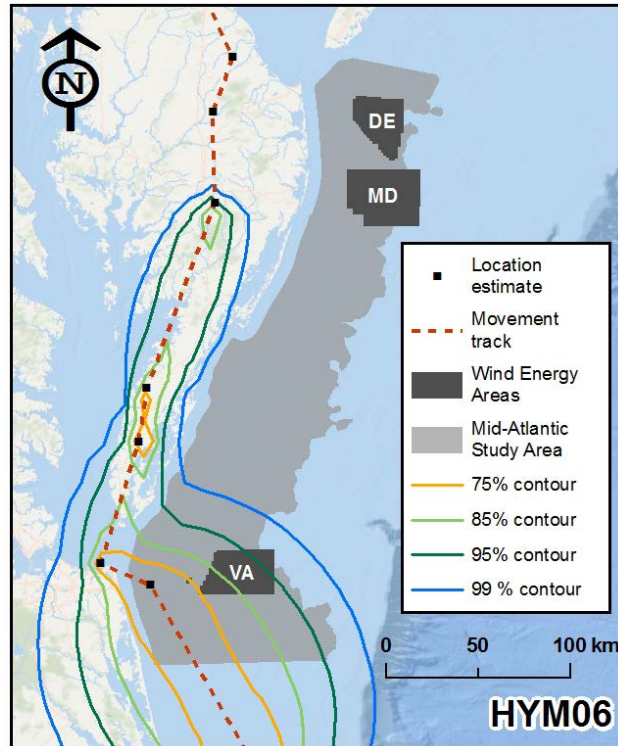 N
DE
MD
VA
Location
estimate
Movement
track
Wind Energy
Areas
Mid-Atlantic
Study Area
75% contour
85% contour
95% contour
99 % contour
0 50 100 km
HYM06